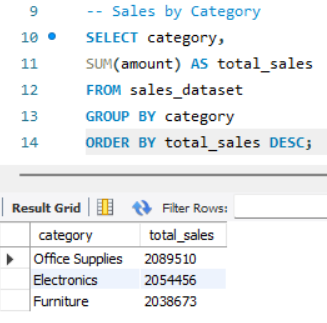 9 -- Sales by Category
10 SELECT category,
11 SUM(amount) AS total_sales
12 FROM sales_dataset
13 GROUP BY category
14 ORDER BY total_sales DESC;
Result Grid Filter Rows:
category total_sales
Office Supplies 2089510
Electronics 2054456
Furniture 2038673